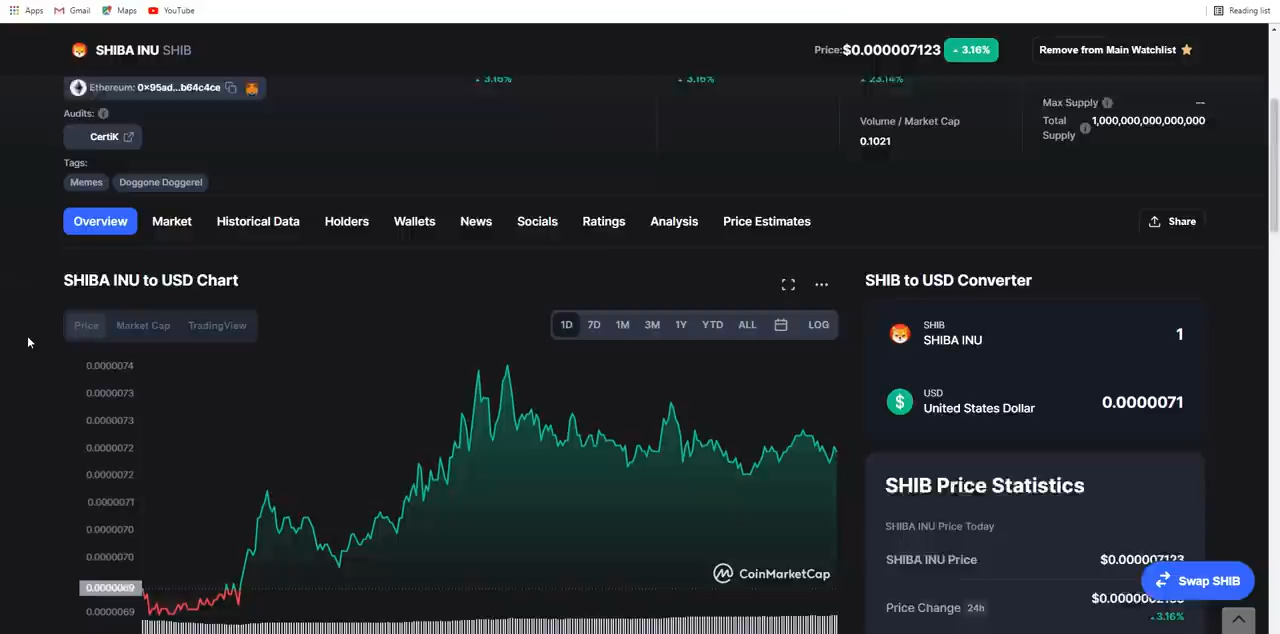 Apps Gmail Maps YouTube Reading list
SHIBA INU SHIB Price:$0.000007123 3.16% Remove from Main Watchlist
Ethereum: 0x95ad...b64c4ce 3.16% 3.16% 23.14%
Max Supply --
Audits:
Volume / Market Cap
Total Supply 1,000,000,000,000,000
CertiK
0.1021
Tags:
Memes Doggone Doggerel
Overview Market Historical Data Holders Wallets News Socials Ratings Analysis Price Estimates Share
SHIBA INU to USD Chart
Price Market Cap TradingView
1D 7D 1M 3M 1Y YTD ALL LOG
0.0000074
0.0000073
0.0000073
0.0000072
0.0000072
0.0000071
0.0000070
0.0000070
0.0000069
0.0000069
CoinMarketCap
SHIB to USD Converter
SHIB
SHIBA INU 1
USD
United States Dollar 0.0000071
SHIB Price Statistics
SHIBA INU Price Today
SHIBA INU Price $0.000007123
Swap SHIB
Price Change 24h
3.16%